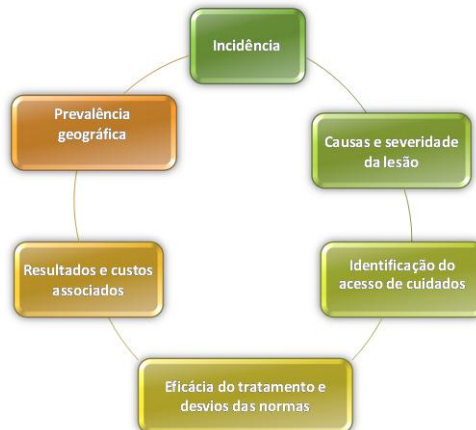 Incidência
Causas e severidade
da lesão
Identificação do
acesso de cuidados
Eficácia do tratamento e
desvios das normas
Resultados e custos
associados
Prevalência
geográfica